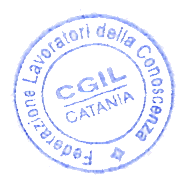 Federazione Lavoratori della Conoscenza
CGIL
CATANIA